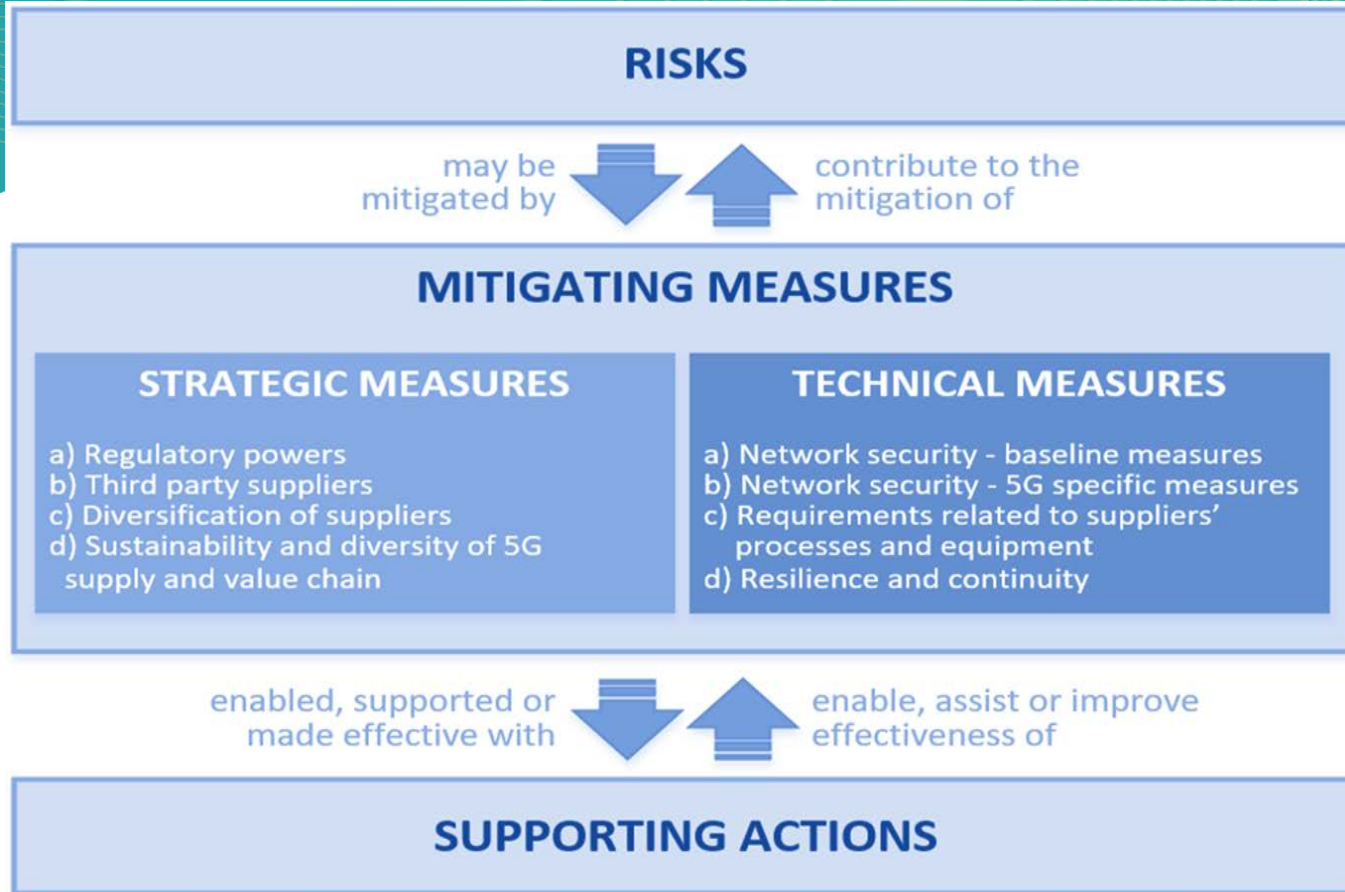 RISKS
may be
mitigated by
contribute to the
mitigation of
MITIGATING MEASURES
STRATEGIC MEASURES
a) Regulatory powers
b) Third party suppliers
c) Diversification of suppliers
d) Sustainability and diversity of 5G
supply and value chain
TECHNICAL MEASURES
a) Network security - baseline measures
b) Network security - 5G specific measures
c) Requirements related to suppliers’
processes and equipment
d) Resilience and continuity
enabled, supported or
made effective with
enable, assist or improve
effectiveness of
SUPPORTING ACTIONS